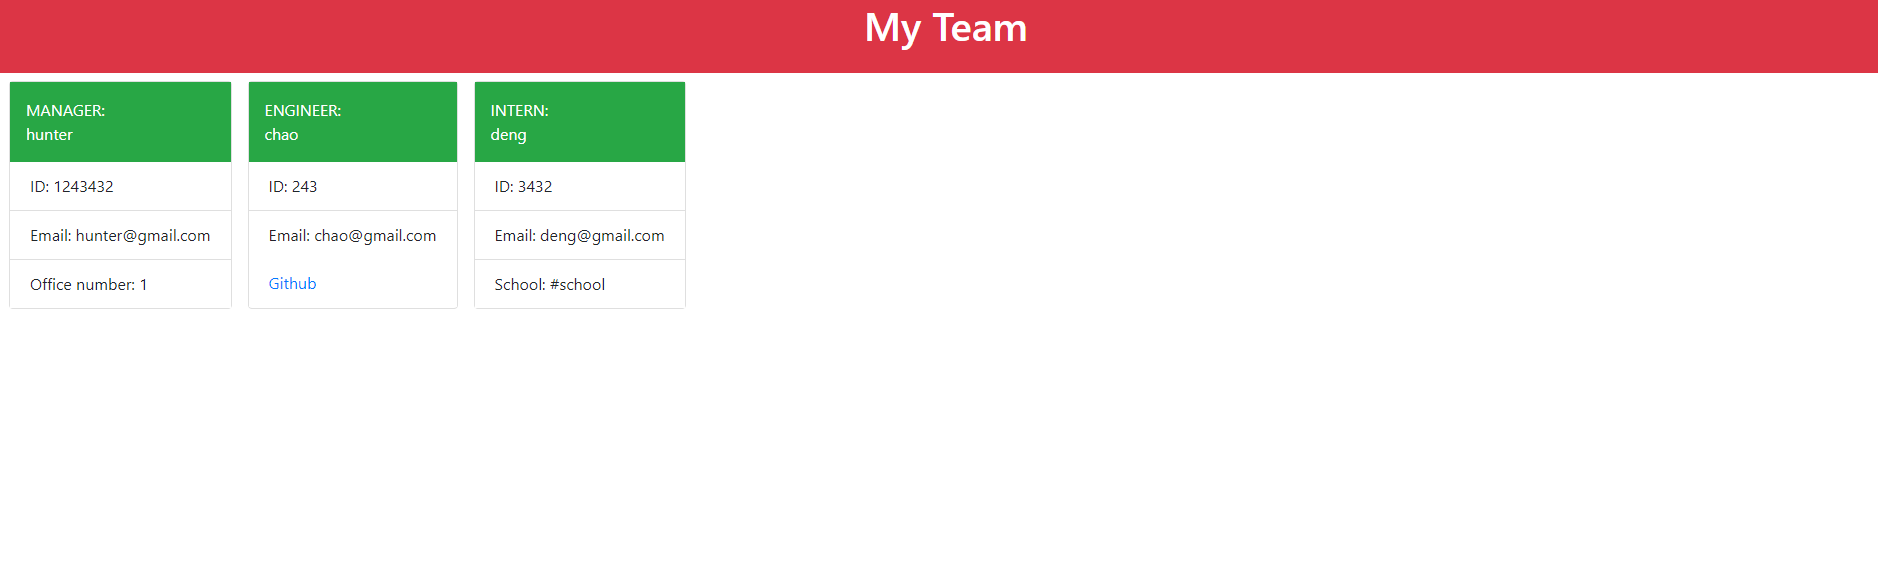 My Team
MANAGER:
hunter
ID: 1243432
Email: hunter@gmail.com
Office number: 1
ENGINEER:
chao
ID: 243
Email: chao@gmail.com
Github
INTERN:
deng
ID: 3432
Email: deng@gmail.com
School: #school